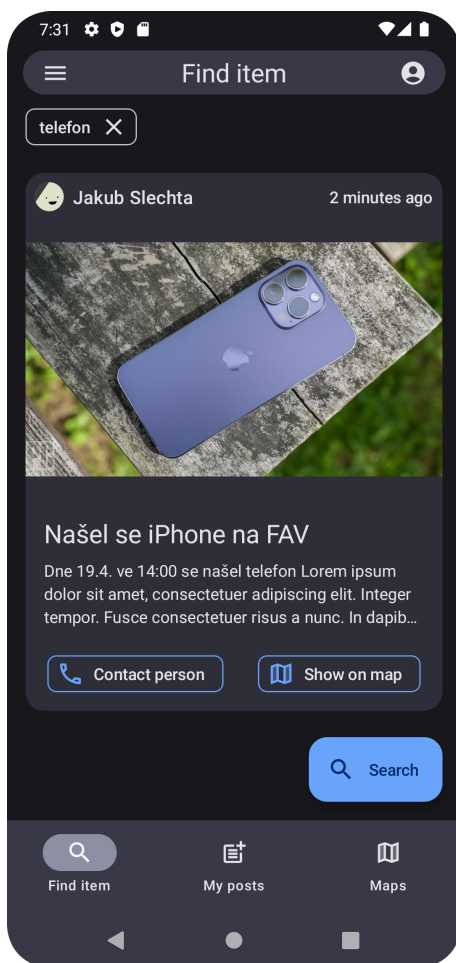 7:31
Find item
telefon
Jakub Slechta
2 minutes ago
Našel se iPhone na FAV
Dne 19.4. ve 14:00 se našel telefon Lorem ipsum
dolor sit amet, consectetuer adipiscing elit. Integer
tempor. Fusce consectetuer risus a nunc. In dapib...
Contact person
Show on map
Search
Find item
My posts
Maps